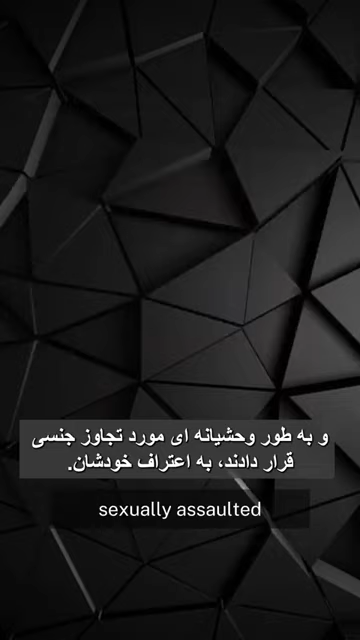 و به طور وحشیانه ای مورد تجاوز جنسی
قرار دادند، به اعتراف خودشان.
sexually assaulted